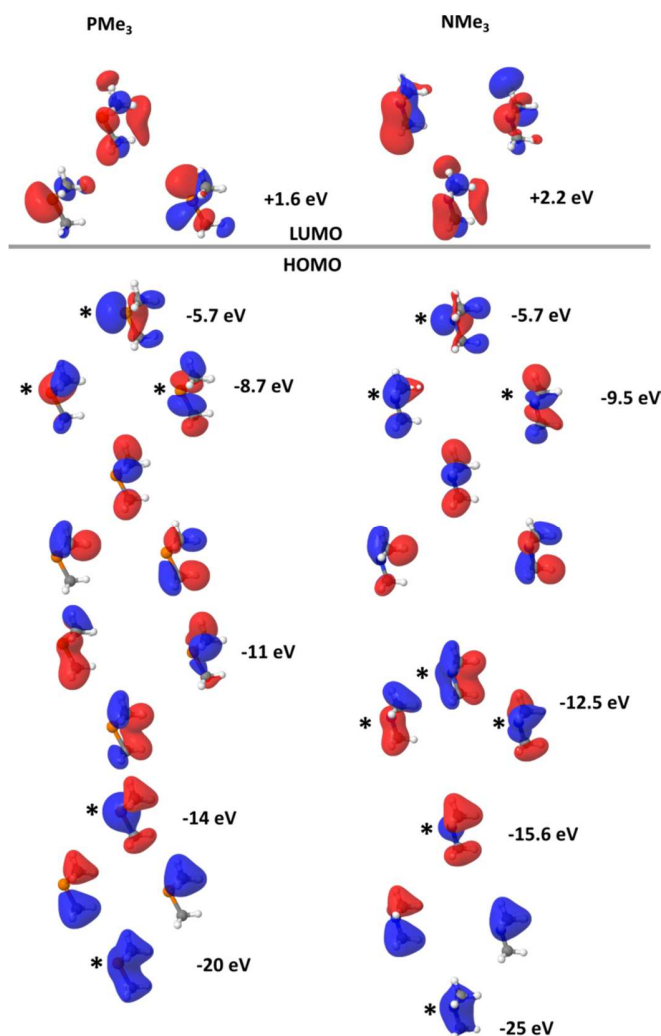 PMe₃ NMe₃
+1.6 eV +2.2 eV
LUMO
HOMO
* -5.7 eV * -5.7 eV
* * -8.7 eV * * -9.5 eV
-11 eV
* * * -12.5 eV
* -14 eV * -15.6 eV
* -20 eV
* -25 eV